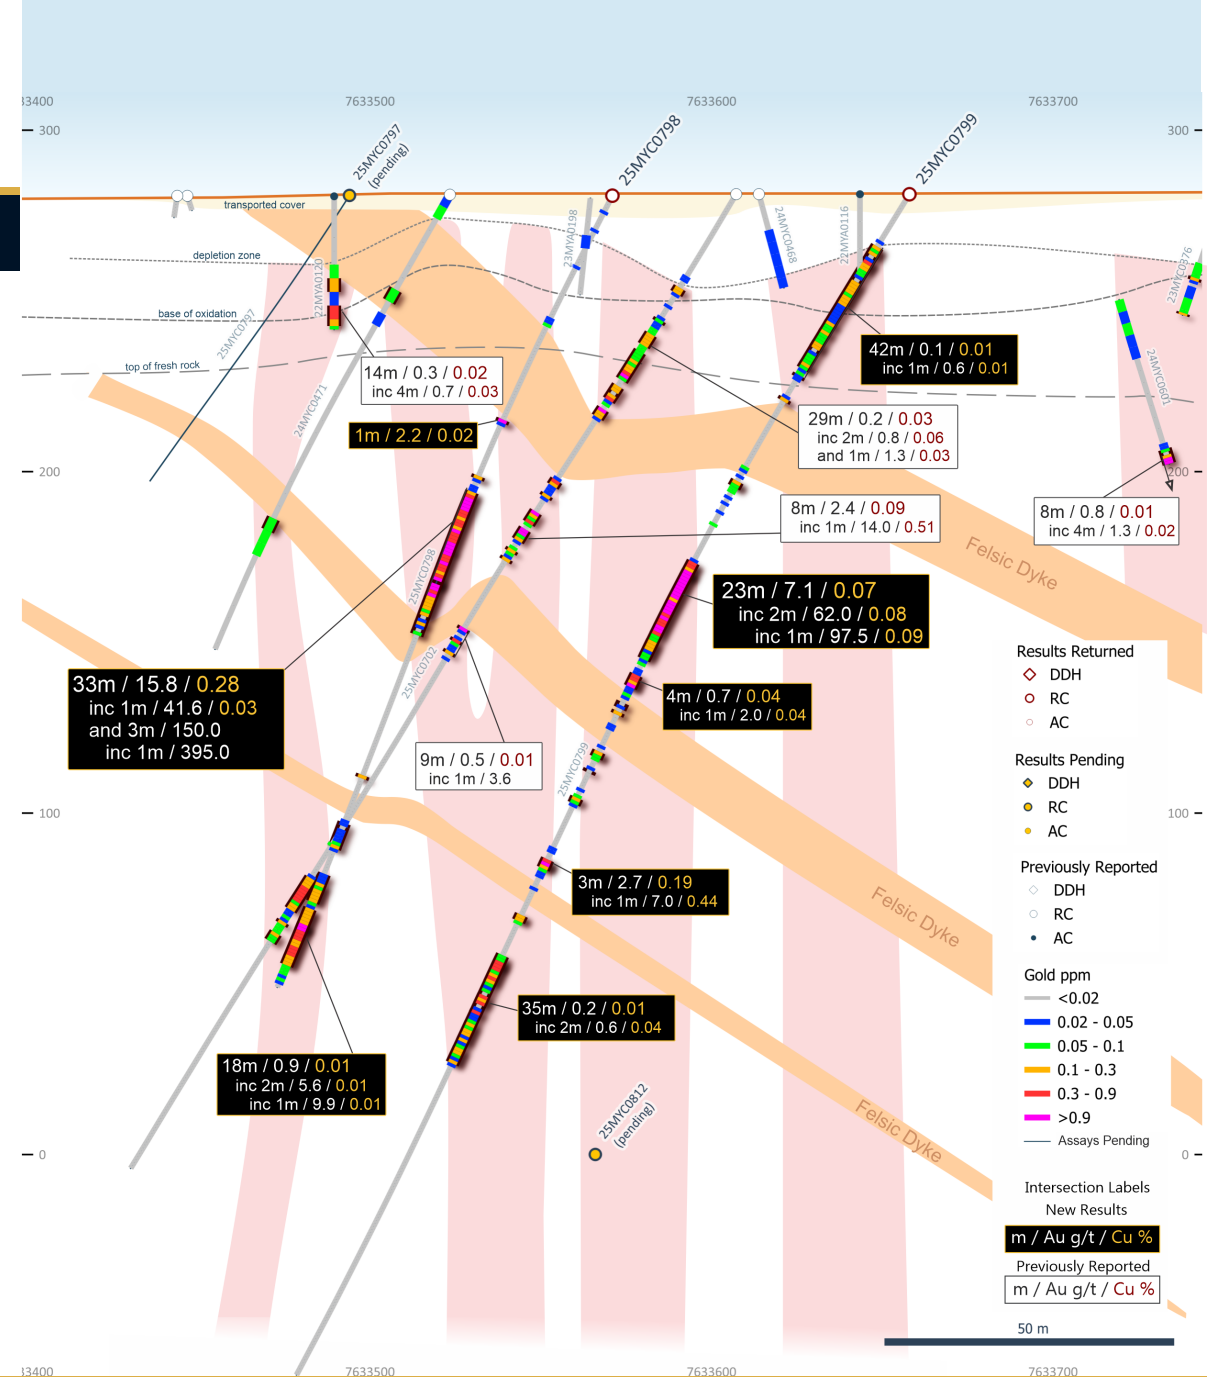 33400
7633500
7633600
7633700
300
300
25MYC0797
(pending)
25MYC0798
25MYC0799
transported cover
23MYA0198
24MYC0468
22MYA0116
depletion zone
22MYA0120
23MYC0376
base of oxidation
25MYC0797
top of fresh rock
42m / 0.1 / 0.01
inc 1m / 0.6 / 0.01
14m / 0.3 / 0.02
inc 4m / 0.7 / 0.03
24MYC0601
24MYC0471
1m / 2.2 / 0.02
29m / 0.2 / 0.03
inc 2m / 0.8 / 0.06
and 1m / 1.3 / 0.03
200
200
8m / 2.4 / 0.09
inc 1m / 14.0 / 0.51
8m / 0.8 / 0.01
inc 4m / 1.3 / 0.02
Felsic Dyke
25MYC0798
23m / 7.1 / 0.07
inc 2m / 62.0 / 0.08
inc 1m / 97.5 / 0.09
25MYC0702
33m / 15.8 / 0.28
inc 1m / 41.6 / 0.03
and 3m / 150.0
inc 1m / 395.0
4m / 0.7 / 0.04
inc 1m / 2.0 / 0.04
9m / 0.5 / 0.01
inc 1m / 3.6
25MYC0799
100
100
3m / 2.7 / 0.19
inc 1m / 7.0 / 0.44
Felsic Dyke
35m / 0.2 / 0.01
inc 2m / 0.6 / 0.04
18m / 0.9 / 0.01
inc 2m / 5.6 / 0.01
inc 1m / 9.9 / 0.01
25MYC0812
(pending)
Felsic Dyke
0
0
Results Returned
DDH
RC
AC
Results Pending
DDH
RC
AC
Previously Reported
DDH
RC
AC
Gold ppm
<0.02
0.02 - 0.05
0.05 - 0.1
0.1 - 0.3
0.3 - 0.9
>0.9
Assays Pending
Intersection Labels
New Results
m / Au g/t / Cu %
Previously Reported
m / Au g/t / Cu %
50 m
33400
7633500
7633600
7633700